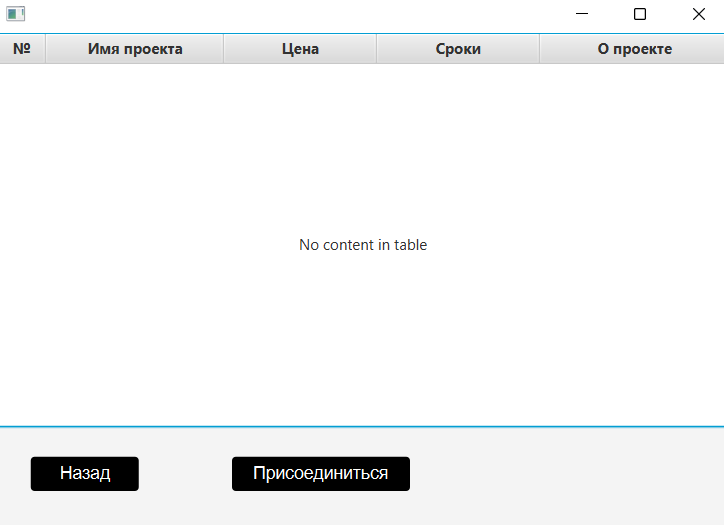 № Имя проекта Цена Сроки О проекте
No content in table
Назад Присоединиться